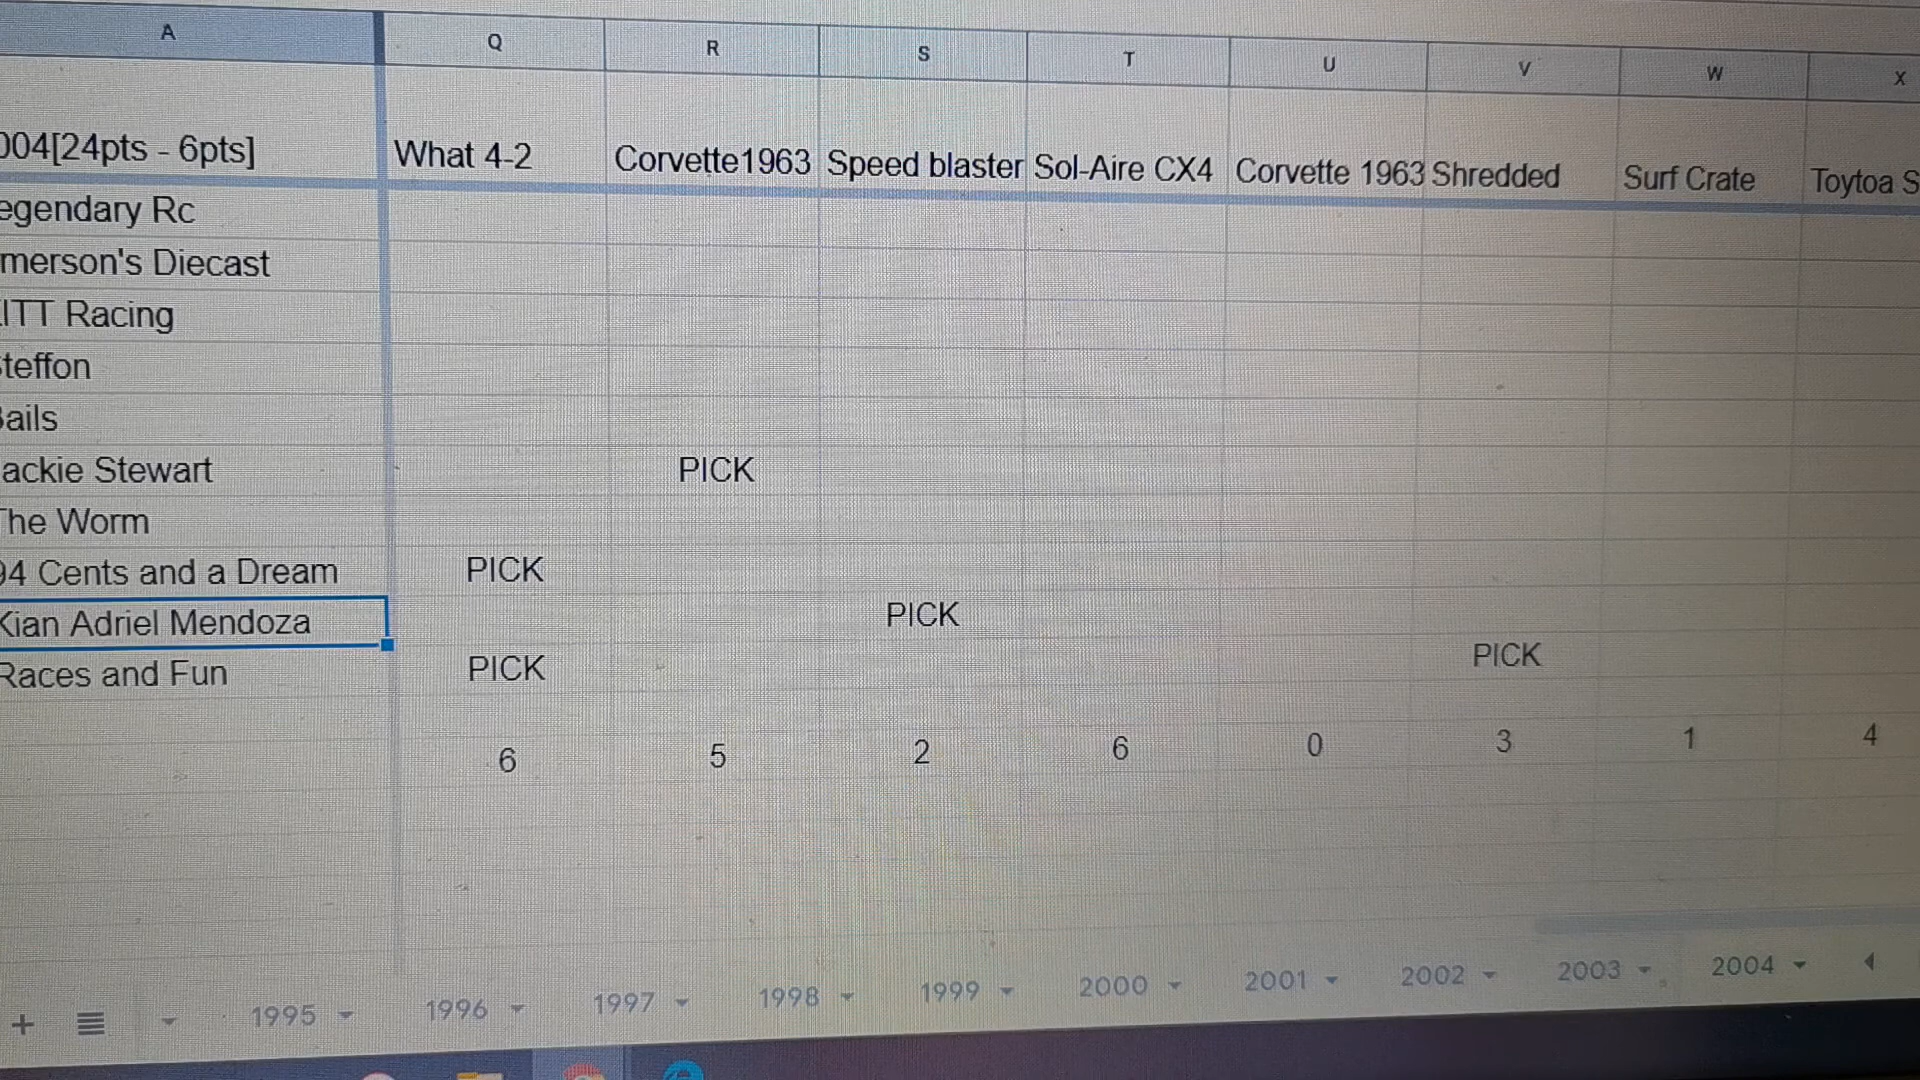 A Q R S T U V W X
004[24pts - 6pts] What 4-2 Corvette1963 Speed blaster Sol-Aire CX4 Corvette 1963 Shredded Surf Crate Toytoa S
egendary Rc
merson's Diecast
ITT Racing
teffon
ails
ackie Stewart PICK
The Worm
94 Cents and a Dream PICK
Kian Adriel Mendoza PICK
Races and Fun PICK PICK
6 5 2 6 0 3 1 4
1995 1996 1997 1998 1999 2000 2001 2002 2003 2004